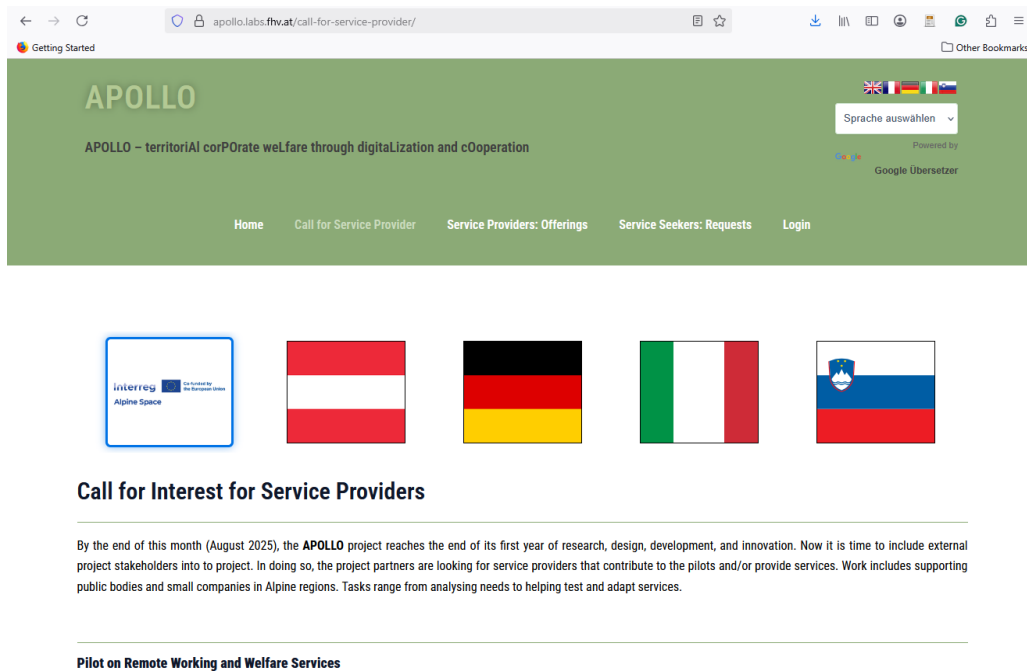 apollo.labs.fhv.at/call-for-service-provider/
Getting Started
Other Bookmarks
APOLLO
Sprache auswählen
APOLLO – territoriAl corPOrate weLfare through digitaLization and cOoperation
Powered by
Google
Google Übersetzer
Home Call for Service Provider Service Providers: Offerings Service Seekers: Requests Login
Interreg Co-funded by
the European Union
Alpine Space
Call for Interest for Service Providers
By the end of this month (August 2025), the APOLLO project reaches the end of its first year of research, design, development, and innovation. Now it is time to include external
project stakeholders into to project. In doing so, the project partners are looking for service providers that contribute to the pilots and/or provide services. Work includes supporting
public bodies and small companies in Alpine regions. Tasks range from analysing needs to helping test and adapt services.
Pilot on Remote Working and Welfare Services